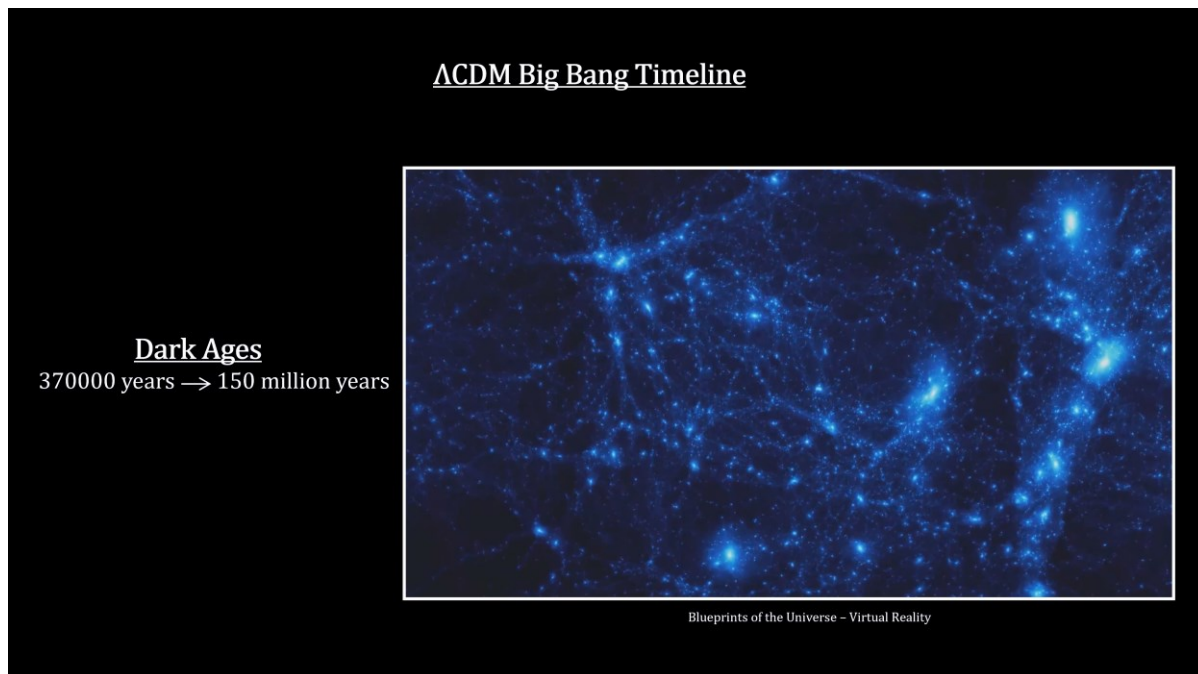 ΛCDM Big Bang Timeline
Dark Ages
370000 years → 150 million years
Blueprints of the Universe – Virtual Reality